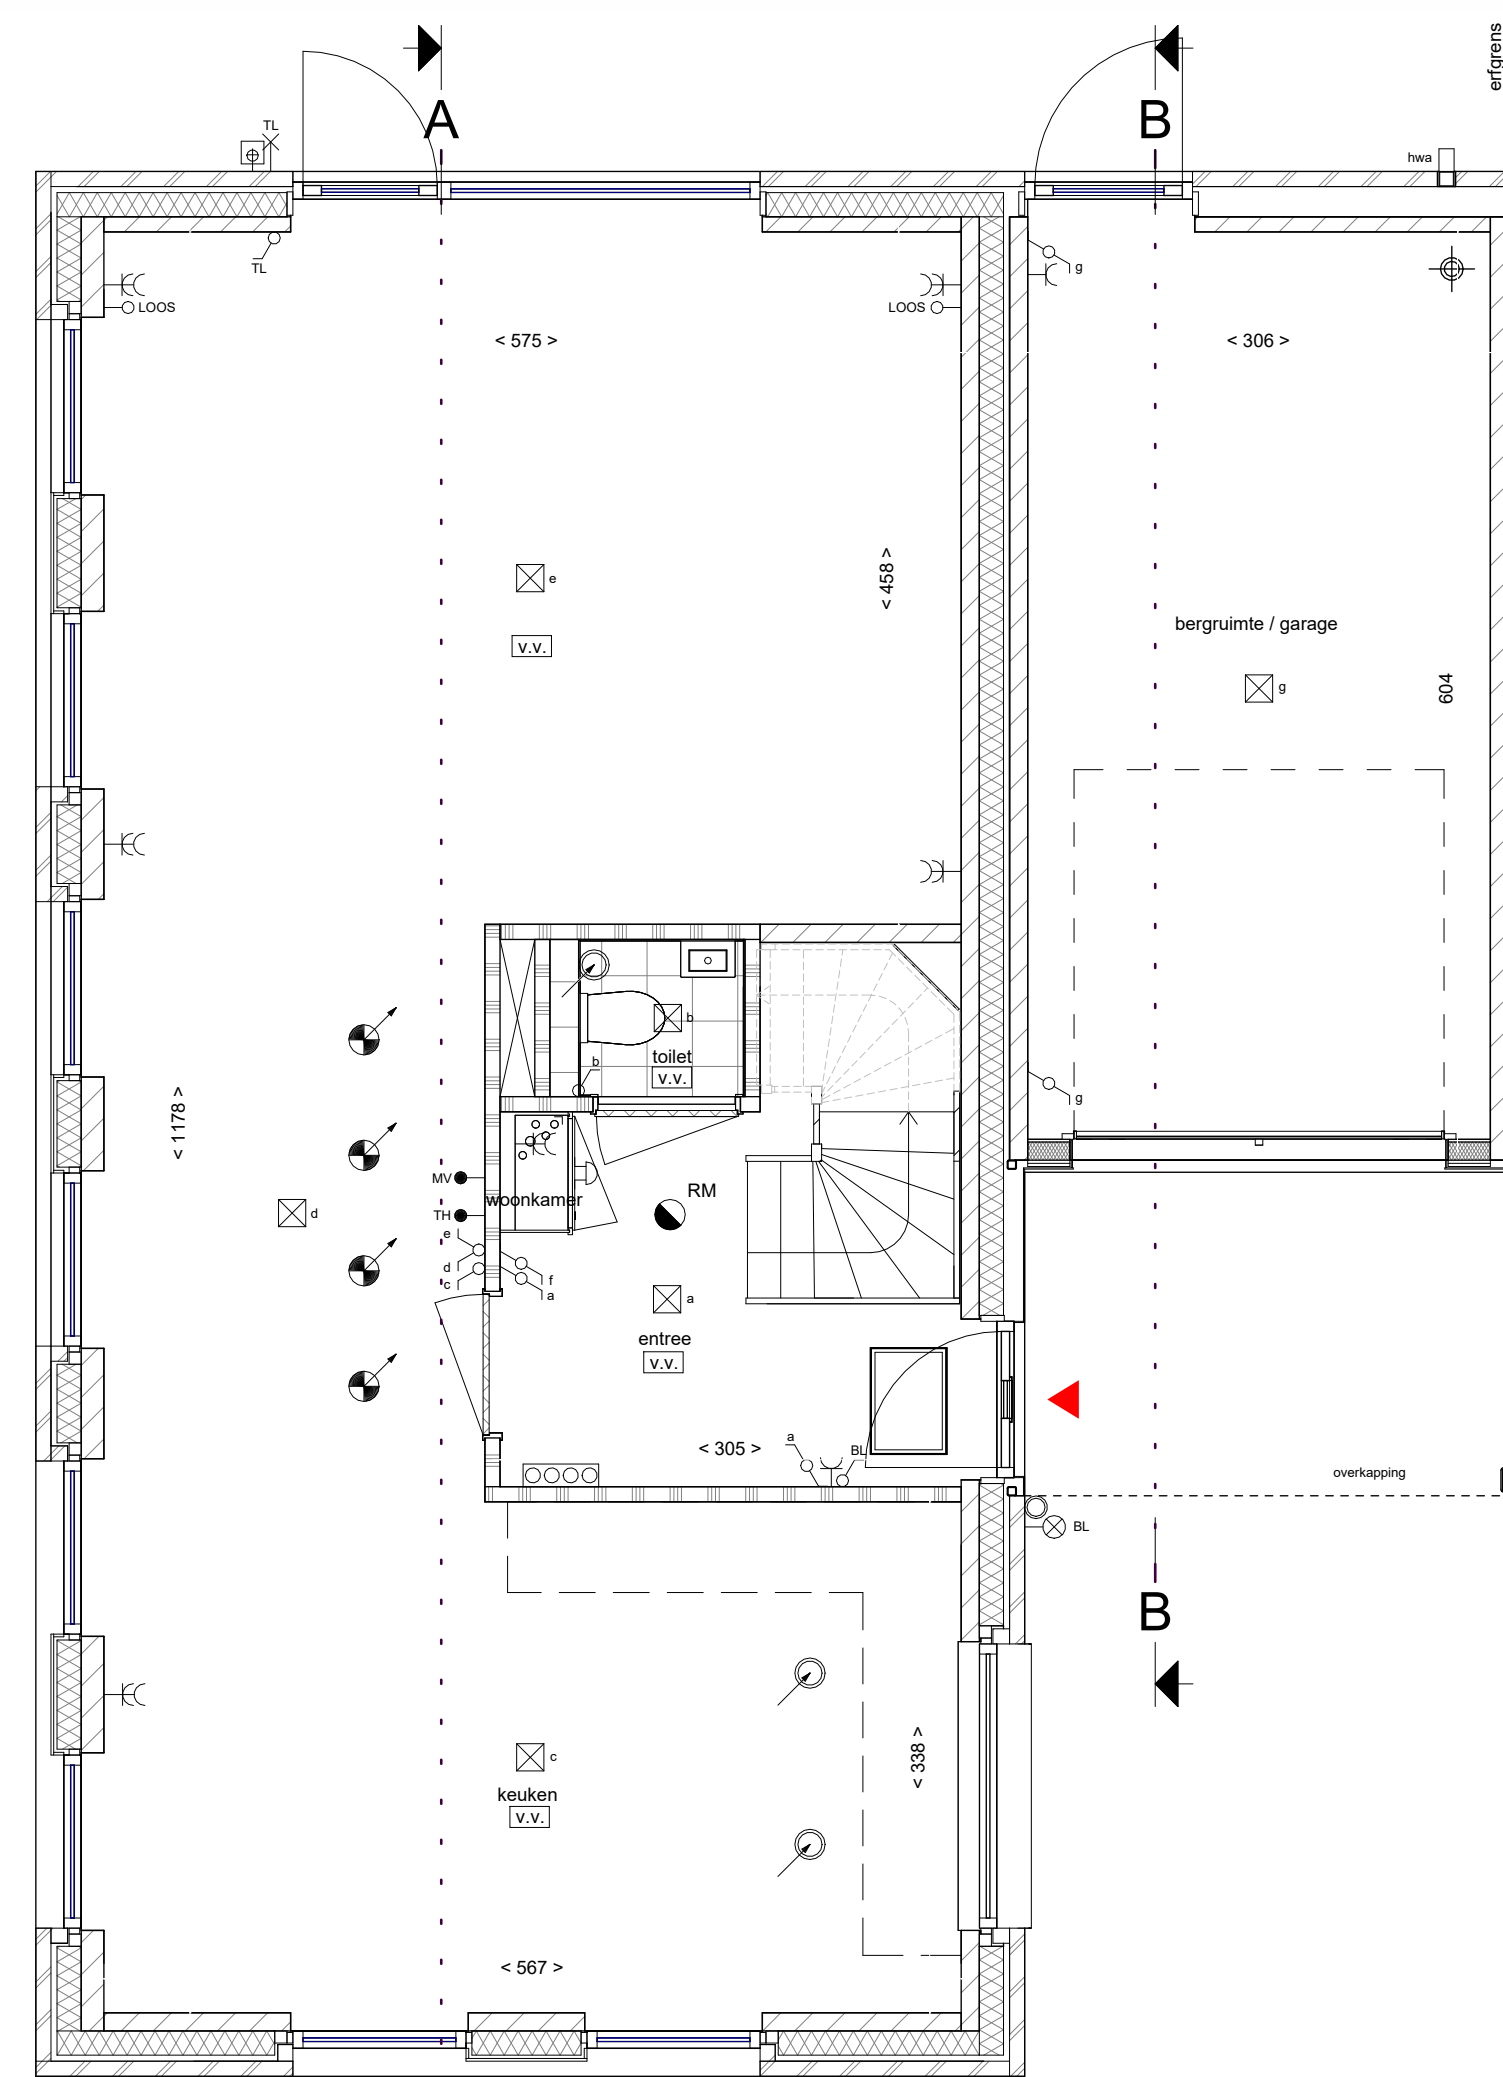 erfgrens
A
B
TL
hwa
TL
g
LOOS
LOOS
< 575 >
< 306 >
< 458 >
e
v.v.
bergruimte / garage
g
604
b
toilet
b
v.v.
g
< 1178 >
MV
woonkamer
RM
TH
d
e
d
c
f
a
a
entree
v.v.
< 305 >
a
BL
overkapping
BL
B
c
keuken
v.v.
< 338 >
< 567 >